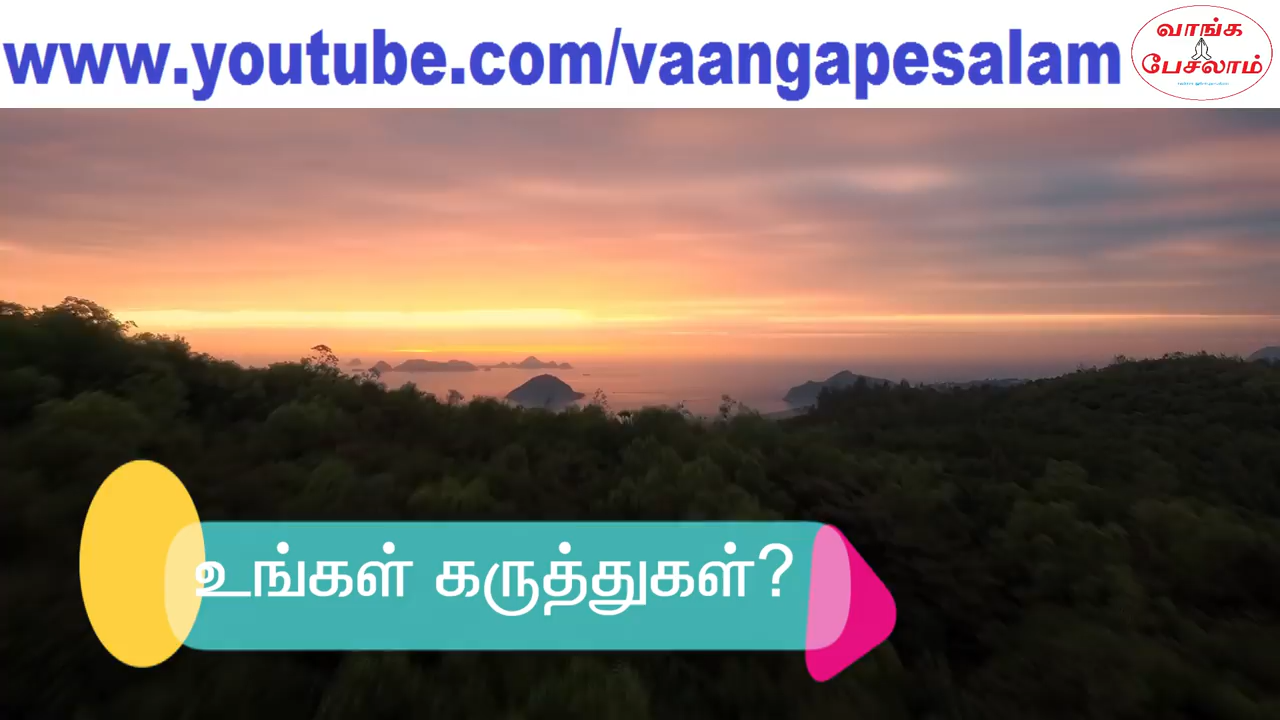 www.youtube.com/vaangapesalam
வாங்க
பேசலாம்
உங்கள் கருத்துகள்?